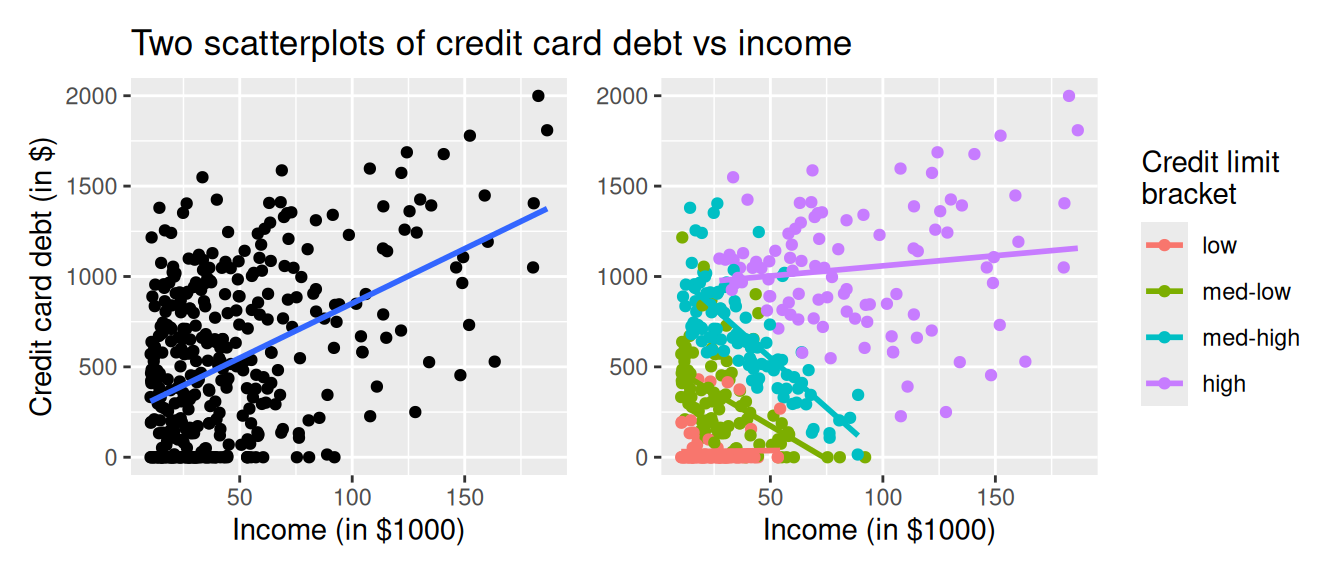 Two scatterplots of credit card debt vs income
Credit card debt (in $)
2000
1500
1000
500
0
50
100
150
Income (in $1000)
2000
1500
1000
500
0
50
100
150
Income (in $1000)
Credit limit
bracket
low
med-low
med-high
high